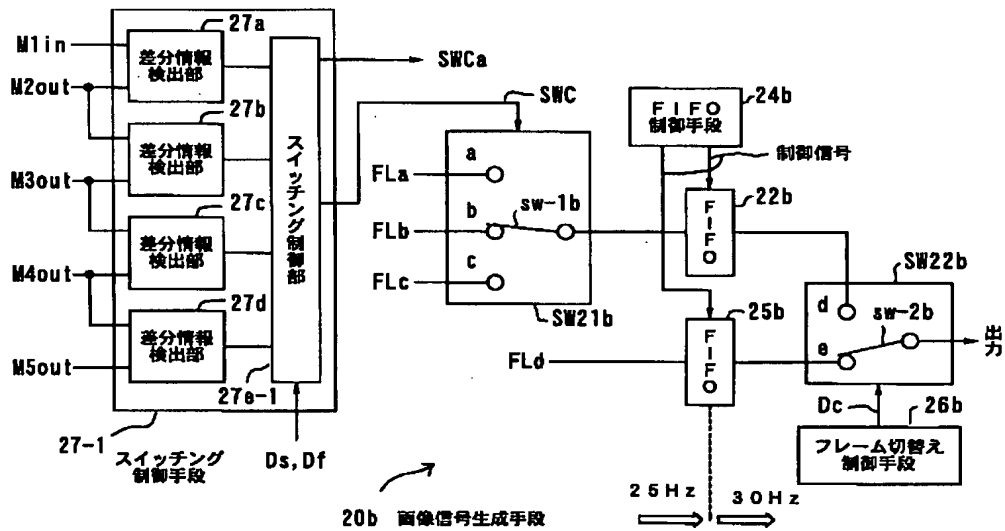 M1in
M2out
M3out
M4out
M5out
27a
差分情報
検出部
27b
差分情報
検出部
27c
差分情報
検出部
27d
差分情報
検出部
スイッチング制御部
27e-1
27-1
スイッチング
制御手段
Ds,Df
SWCa
SWC
FLa
FLb
FLc
a
b
c
sw-1b
SW21b
FIFO
制御手段
24b
制御信号
22b
FIFO
25b
FIFO
FLd
SW22b
d
e
sw-2b
出力
Dc
26b
フレーム切替え
制御手段
25Hz
30Hz
20b 画像信号生成手段